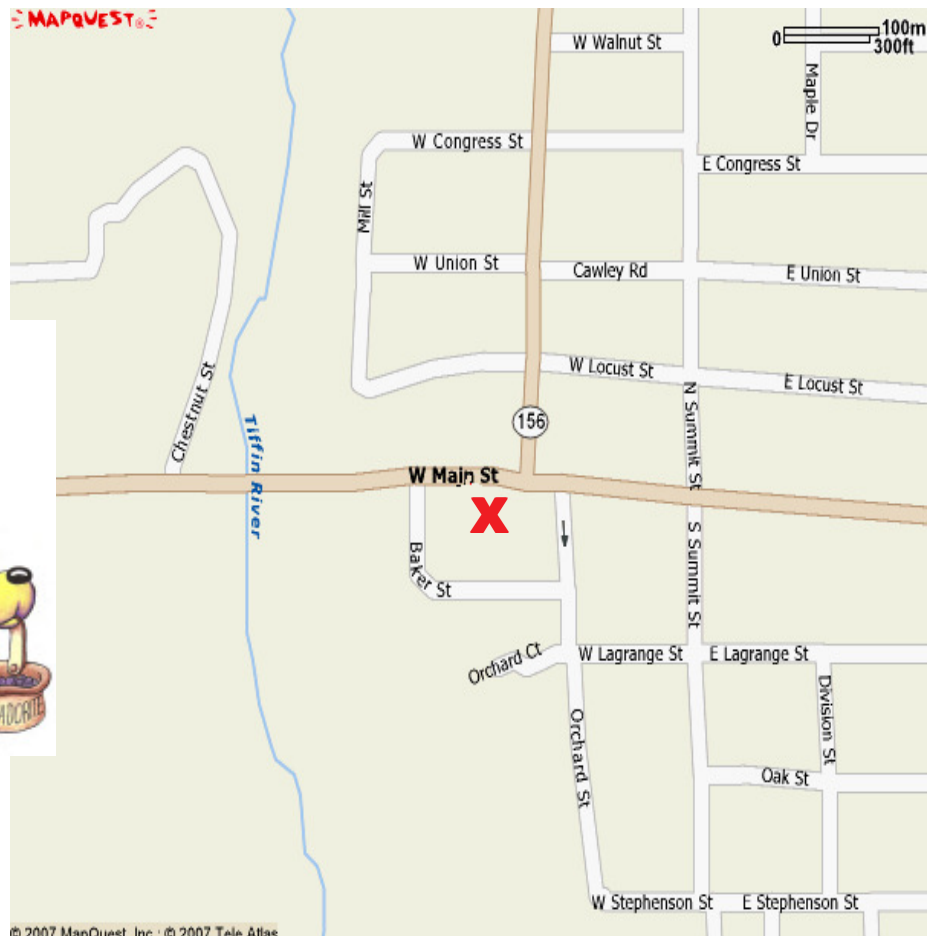 MAPQUEST®
100m
0
300ft
W Walnut St
Maple Dr
W Congress St
E Congress St
Mill St
W Union St
Cawley Rd
E Union St
W Locust St
E Locust St
Chestnut St
N Summit St
156
Tiffin River
W Main St
X
S Summit St
Baker St
Orchard Ct
W Lagrange St
E Lagrange St
Division St
Orchard St
Oak St
W Stephenson St
E Stephenson St
© 2007 MapQuest, Inc.; © 2007 Tele Atlas